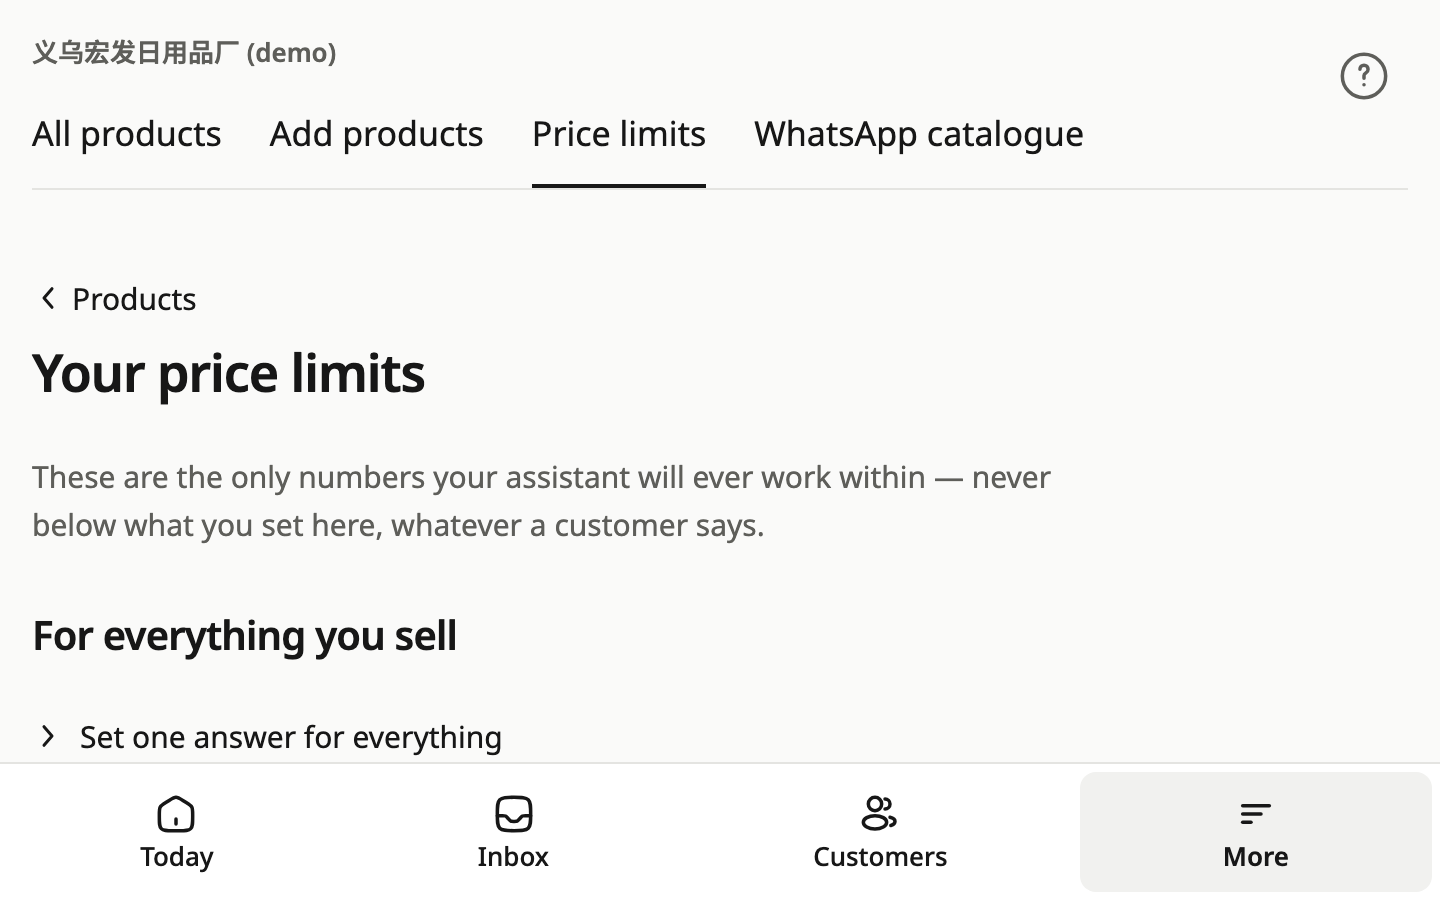 义乌宏发日用品厂 (demo)
All products
Add products
Price limits
WhatsApp catalogue
Products
Your price limits
These are the only numbers your assistant will ever work within — never
below what you set here, whatever a customer says.
For everything you sell
Set one answer for everything
Today
Inbox
Customers
More